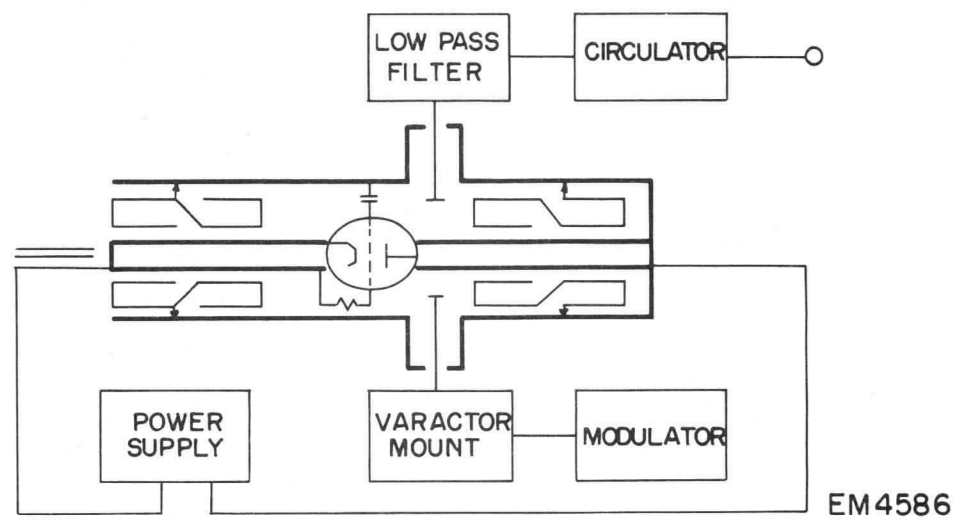 LOW PASS
FILTER
CIRCULATOR
POWER
SUPPLY
VARACTOR
MOUNT
MODULATOR
EM4586